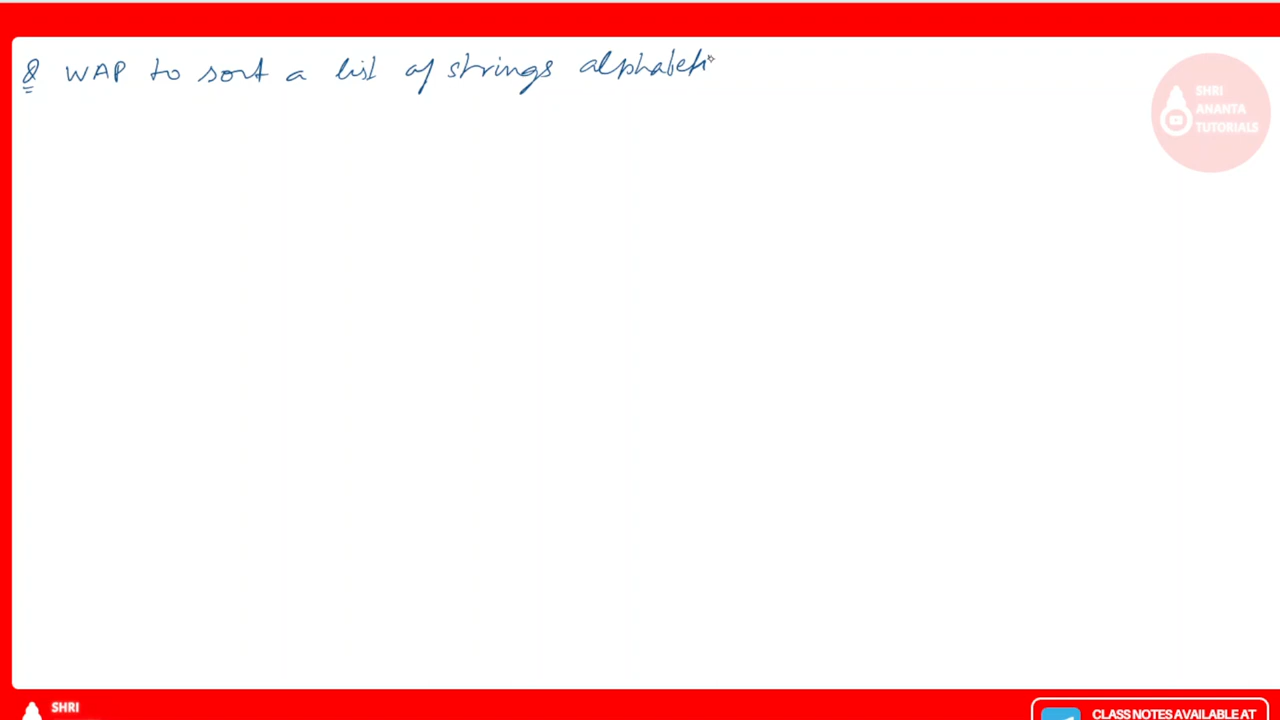 Q WAP to sort a list of strings alphabeti
SHRI
ANANTA
TUTORIALS
SHRI
CLASS NOTES AVAILABLE AT